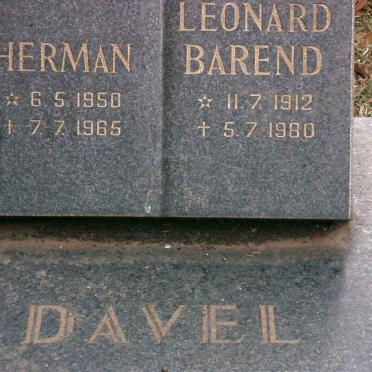 HERMAN
☆ 6.5.1950
† 7.7.1965
LEONARD
BAREND
☆ 11.7.1912
† 5.7.1980
DAVEL